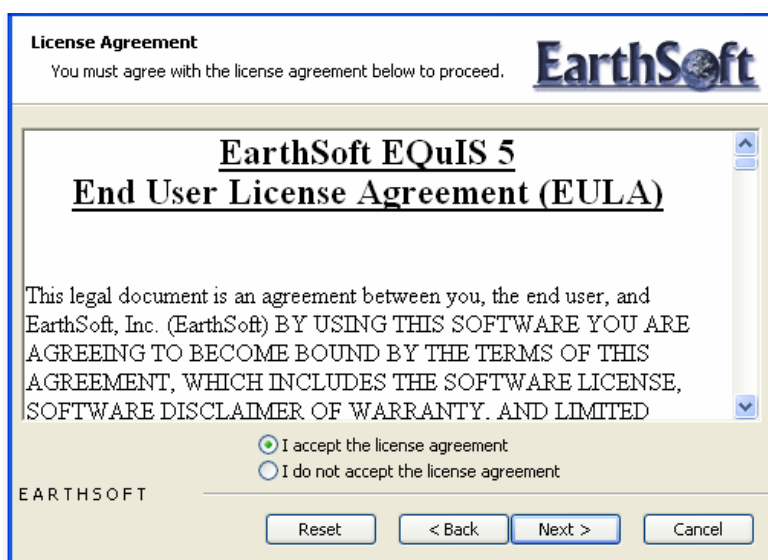 License Agreement
You must agree with the license agreement below to proceed.
EarthSoft
EarthSoft EQuIS 5
End User License Agreement (EULA)
This legal document is an agreement between you, the end user, and
EarthSoft, Inc. (EarthSoft) BY USING THIS SOFTWARE YOU ARE
AGREEING TO BECOME BOUND BY THE TERMS OF THIS
AGREEMENT, WHICH INCLUDES THE SOFTWARE LICENSE,
SOFTWARE DISCLAIMER OF WARRANTY, AND LIMITED
I accept the license agreement
I do not accept the license agreement
EARTHSOFT
Reset
< Back
Next >
Cancel